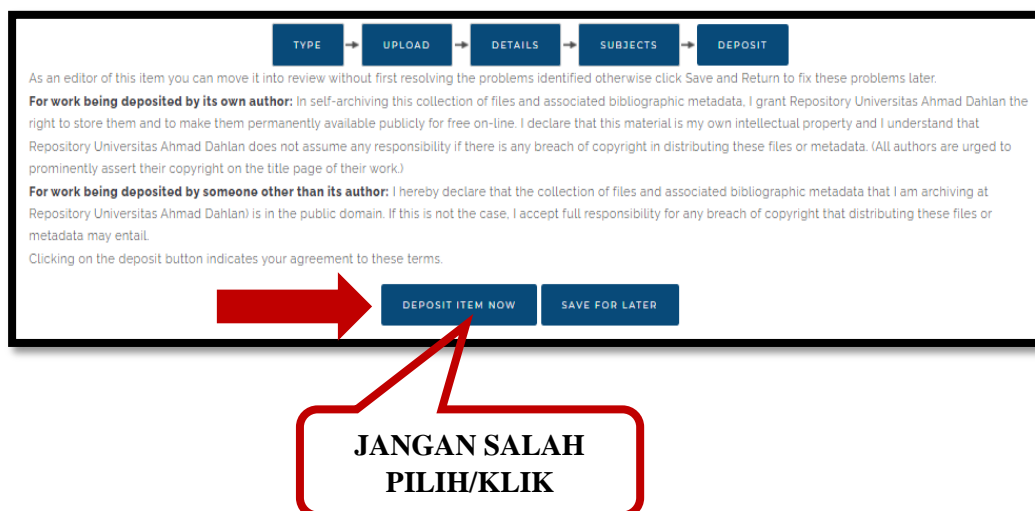 TYPE UPLOAD DETAILS SUBJECTS DEPOSIT
As an editor of this item you can move it into review without first resolving the problems identified otherwise click Save and Return to fix these problems later.
For work being deposited by its own author: In self-archiving this collection of files and associated bibliographic metadata, I grant Repository Universitas Ahmad Dahlan the
right to store them and to make them permanently available publicly for free on-line. I declare that this material is my own intellectual property and I understand that
Repository Universitas Ahmad Dahlan does not assume any responsibility if there is any breach of copyright in distributing these files or metadata. (All authors are urged to
prominently assert their copyright on the title page of their work.)
For work being deposited by someone other than its author: I hereby declare that the collection of files and associated bibliographic metadata that I am archiving at
Repository Universitas Ahmad Dahlan) is in the public domain. If this is not the case, I accept full responsibility for any breach of copyright that distributing these files or
metadata may entail.
Clicking on the deposit button indicates your agreement to these terms.
DEPOSIT ITEM NOW SAVE FOR LATER
JANGAN SALAH
PILIH/KLIK